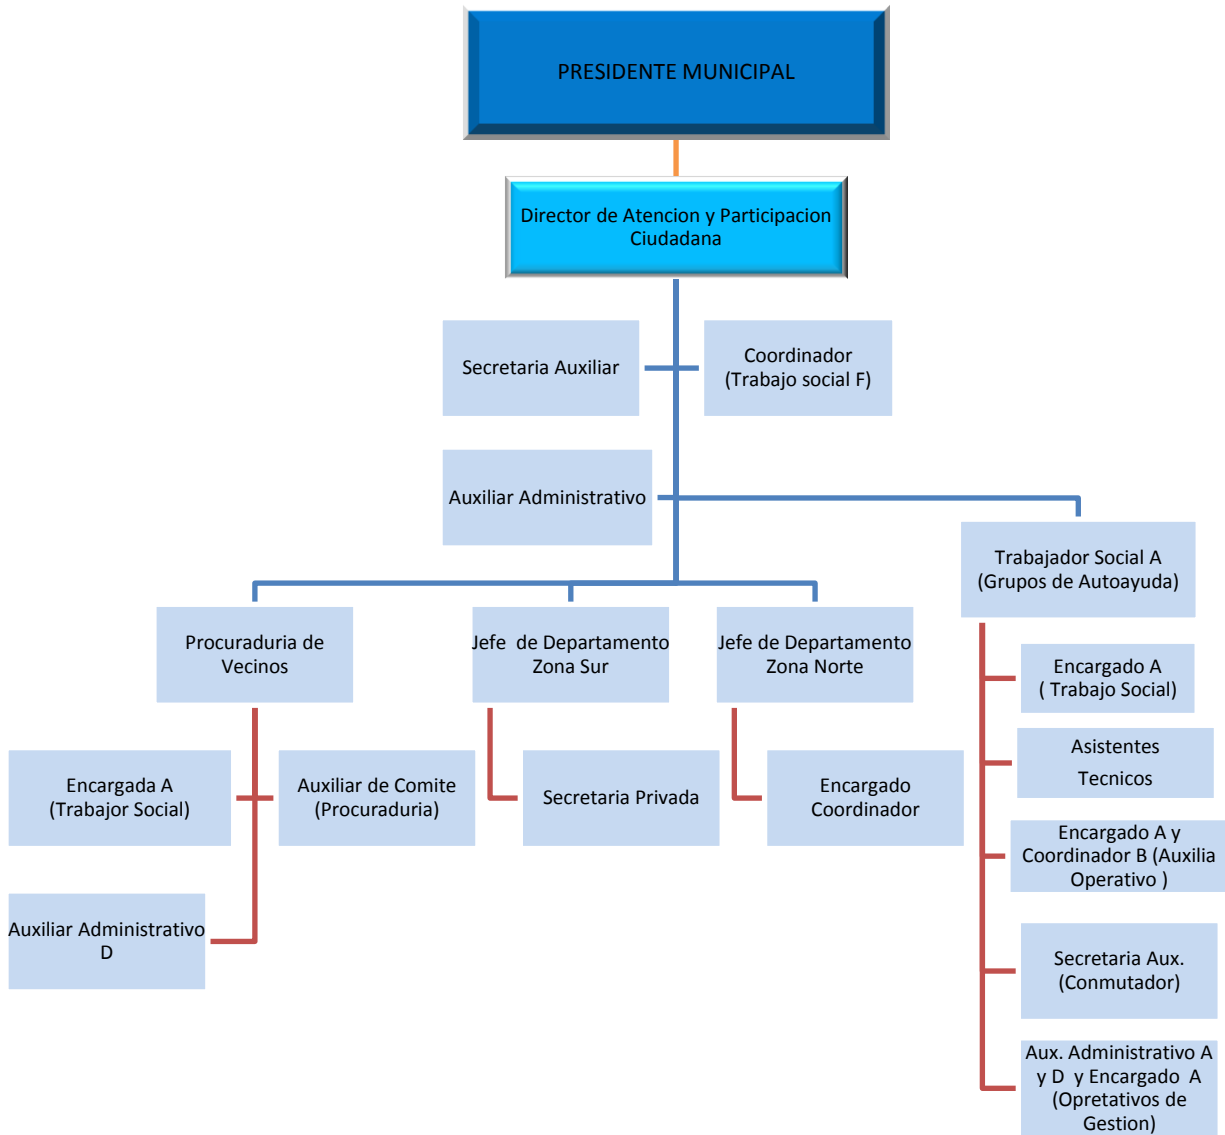 PRESIDENTE MUNICIPAL
Director de Atencion y Participacion
Ciudadana
Secretaria Auxiliar
Coordinador
(Trabajo social F)
Auxiliar Administrativo
Trabajador Social A
(Grupos de Autoayuda)
Procuraduria de
Vecinos
Jefe de Departamento
Zona Sur
Jefe de Departamento
Zona Norte
Encargada A
(Trabajor Social)
Auxiliar de Comite
(Procuraduria)
Auxiliar Administrativo
D
Secretaria Privada
Encargado
Coordinador
Encargado A
( Trabajo Social)
Asistentes
Tecnicos
Encargado A y
Coordinador B (Auxilia
Operativo )
Secretaria Aux.
(Conmutador)
Aux. Administrativo A
y D y Encargado A
(Opretativos de
Gestion)